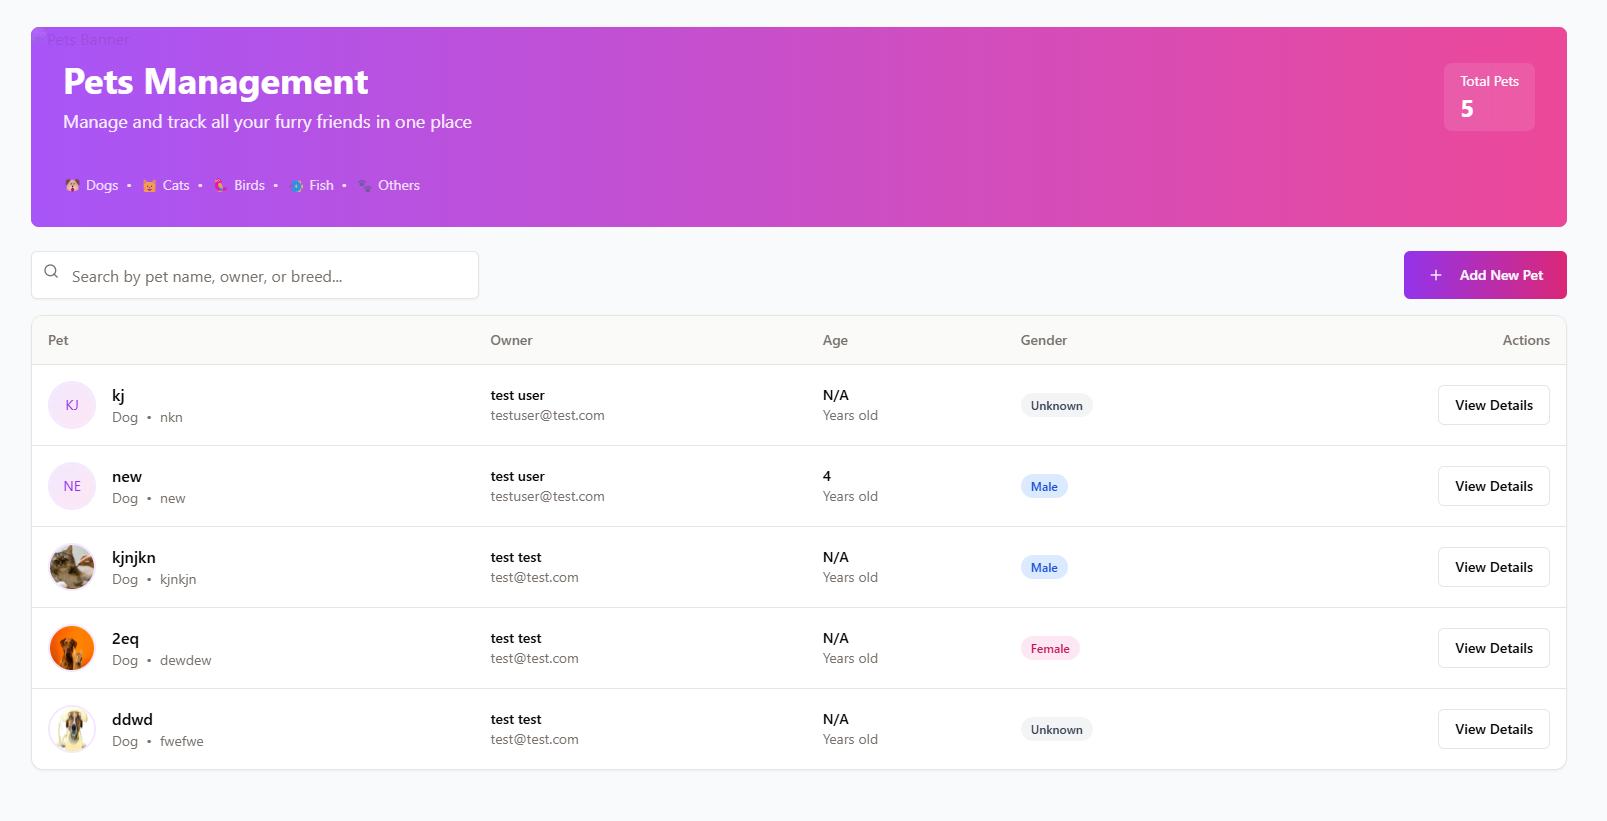 Pets Banner
Pets Management
Manage and track all your furry friends in one place
Total Pets
5
Dogs • Cats • Birds • Fish • Others
Search by pet name, owner, or breed...
+ Add New Pet
Pet Owner Age Gender Actions
KJ
kj
Dog • nkn
test user
testuser@test.com
N/A
Years old
Unknown
View Details
NE
new
Dog • new
test user
testuser@test.com
4
Years old
Male
View Details
kjnjkn
Dog • kjnkjn
test test
test@test.com
N/A
Years old
Male
View Details
2eq
Dog • dewdew
test test
test@test.com
N/A
Years old
Female
View Details
ddwd
Dog • fwefwe
test test
test@test.com
N/A
Years old
Unknown
View Details